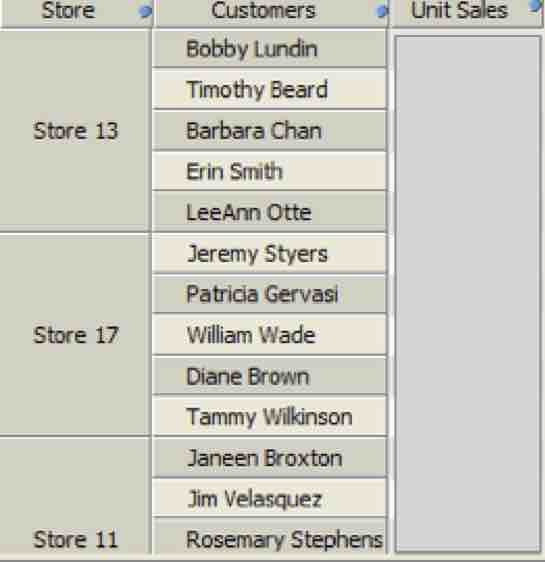 Store Customers Unit Sales
Bobby Lundin
Timothy Beard
Store 13 Barbara Chan
Erin Smith
LeeAnn Otte
Jeremy Styers
Patricia Gervasi
Store 17 William Wade
Diane Brown
Tammy Wilkinson
Janeen Broxton
Jim Velasquez
Store 11 Rosemary Stephens